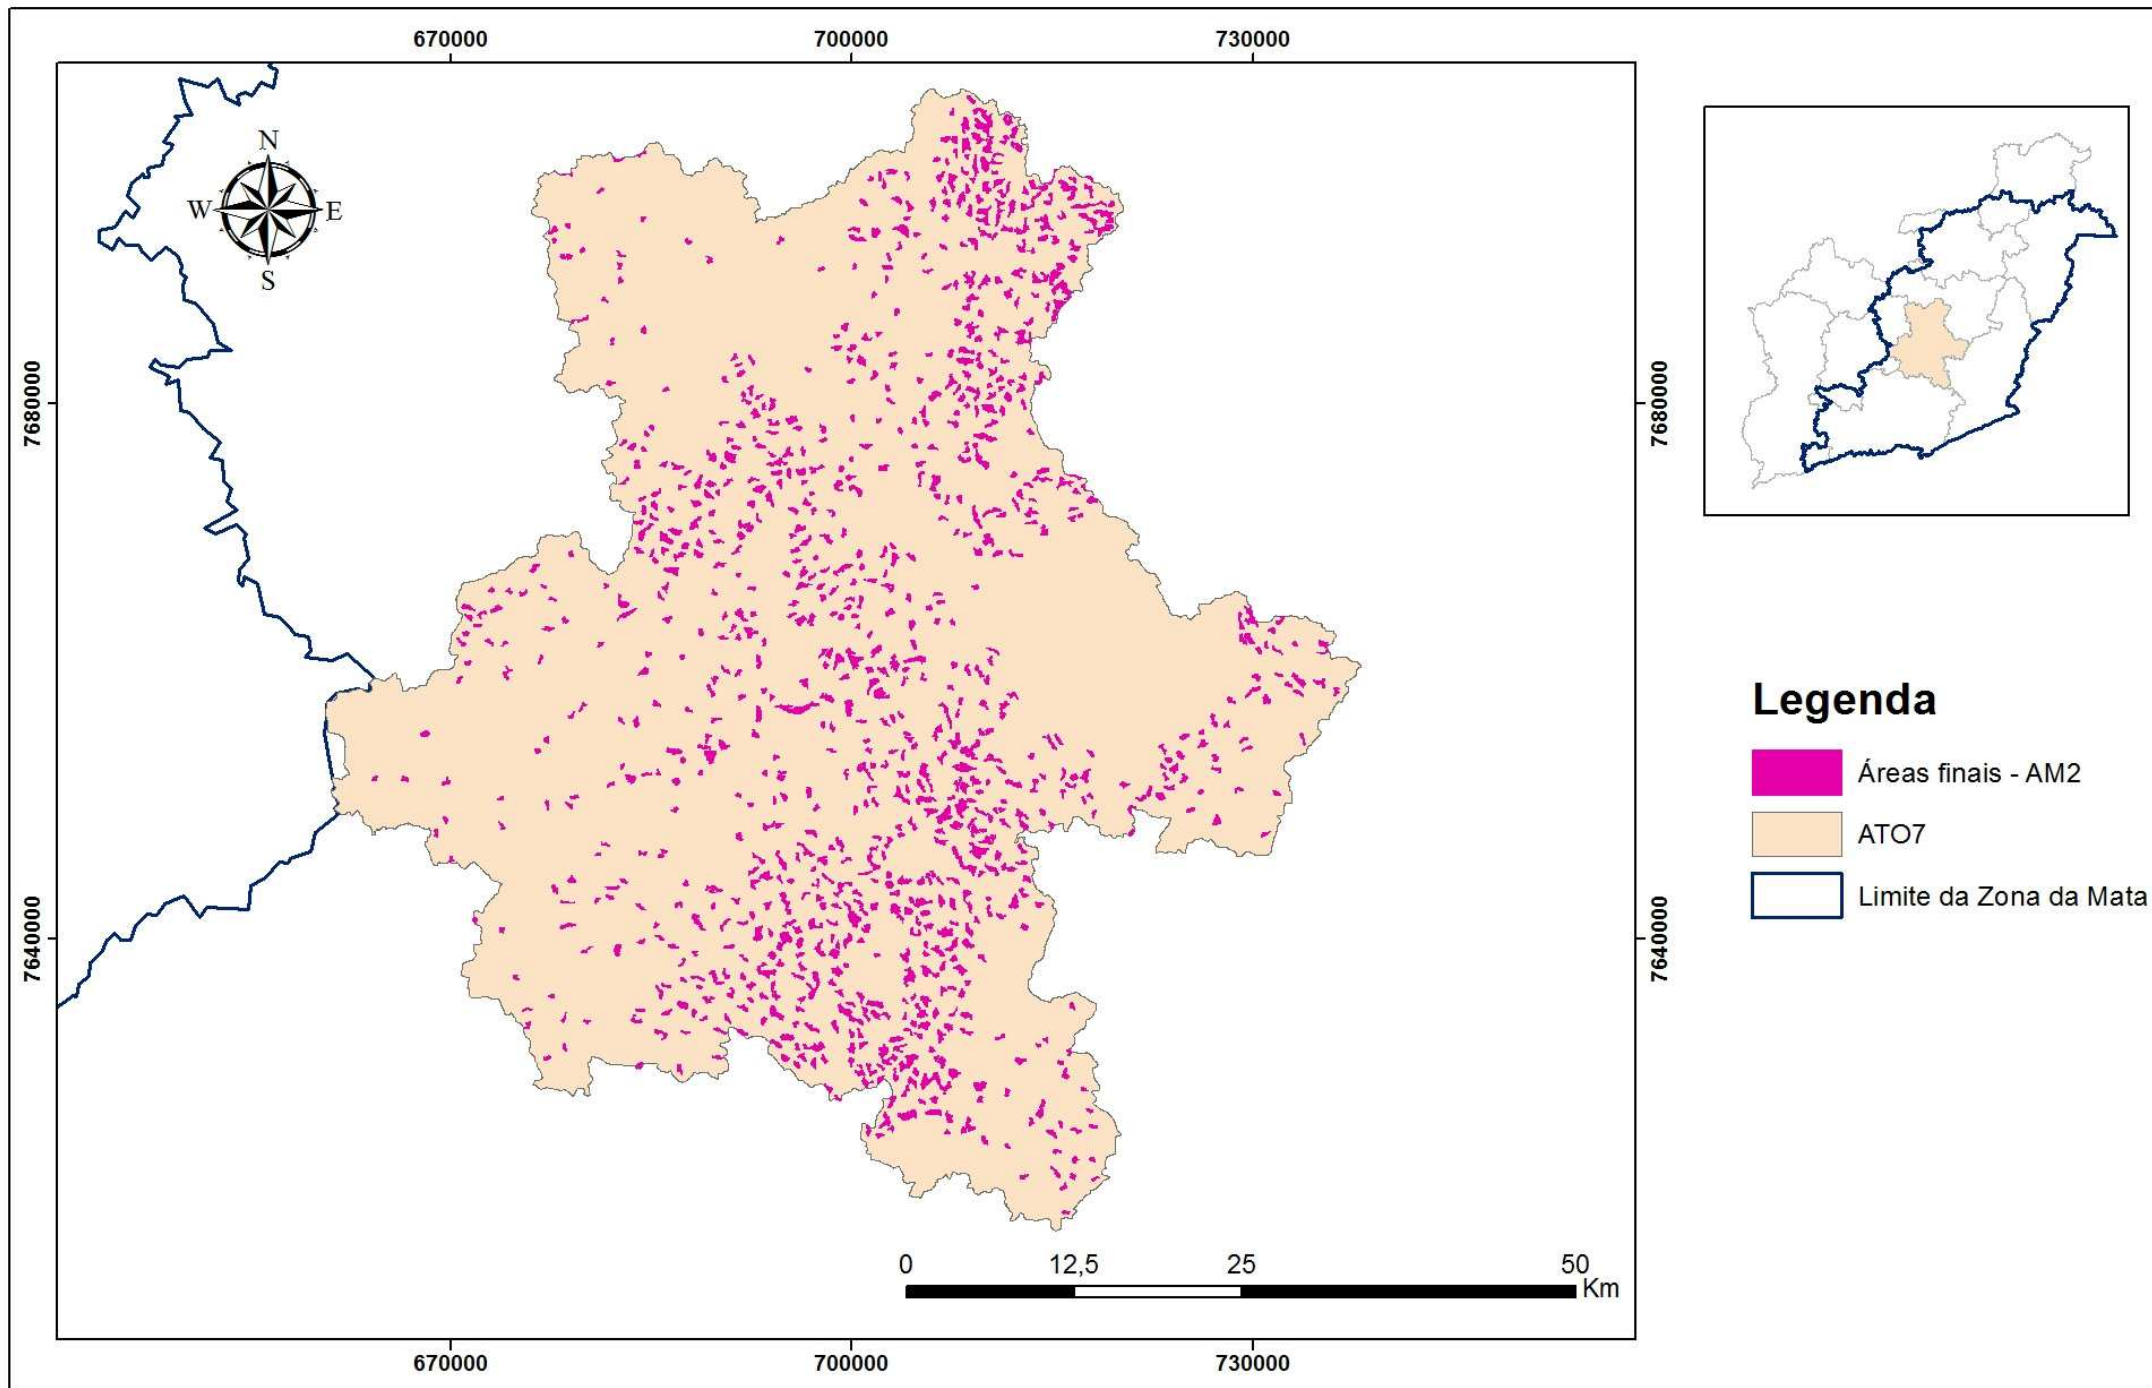 670000 700000 730000
N
W E
S
7680000 7680000
Legenda
Áreas finais - AM2
ATO7
Limite da Zona da Mata
7640000 7640000
0 12,5 25 50
Km
670000 700000 730000